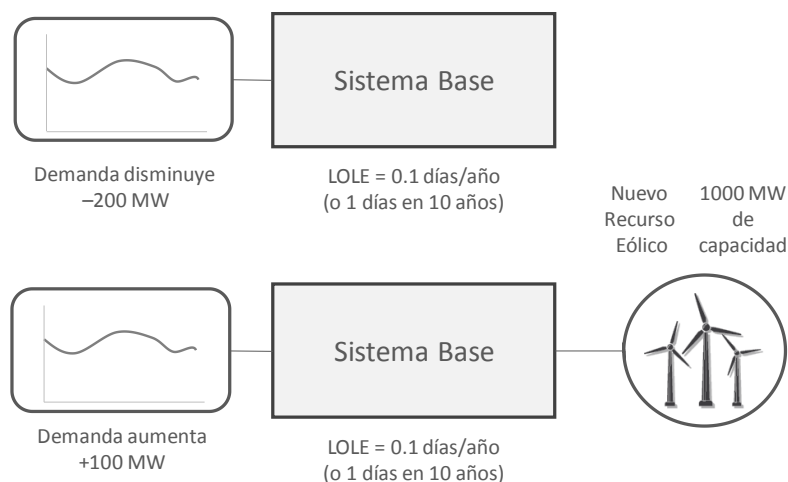 Sistema Base
Demanda disminuye
–200 MW
LOLE = 0.1 días/año
(o 1 días en 10 años)
Nuevo
Recurso
Eólico
1000 MW
de
capacidad
Sistema Base
Demanda aumenta
+100 MW
LOLE = 0.1 días/año
(o 1 días en 10 años)